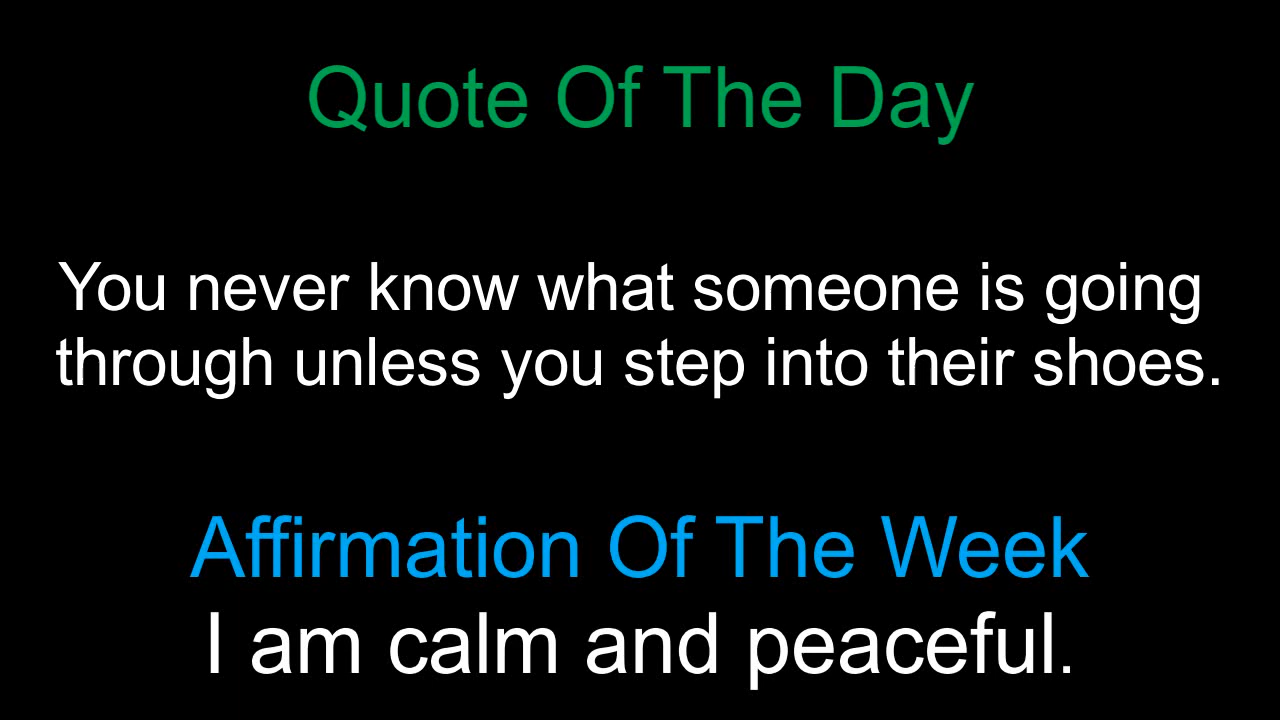 Quote Of The Day
You never know what someone is going
through unless you step into their shoes.
Affirmation Of The Week
I am calm and peaceful.